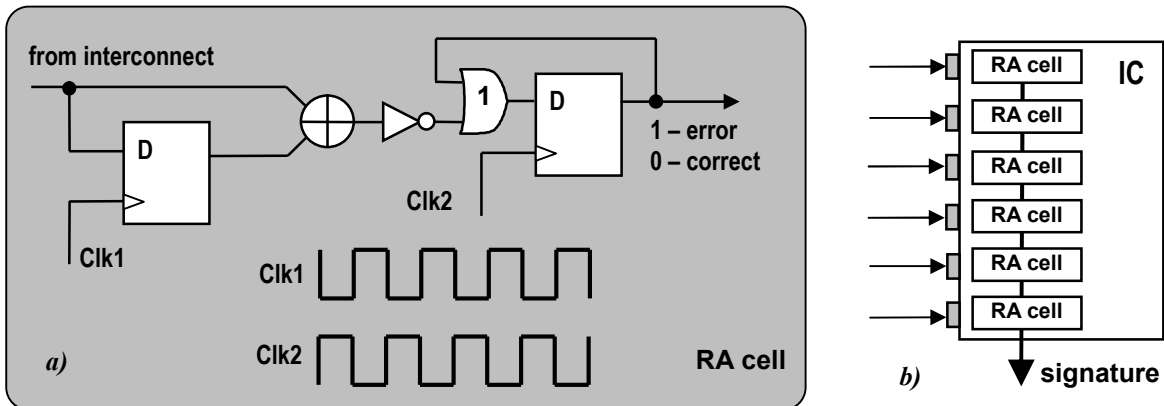 from interconnect
D
Clk1
1
D
Clk2
1 – error
0 – correct
Clk1
Clk2
a)
RA cell
IC
RA cell
RA cell
RA cell
RA cell
RA cell
RA cell
b)
signature